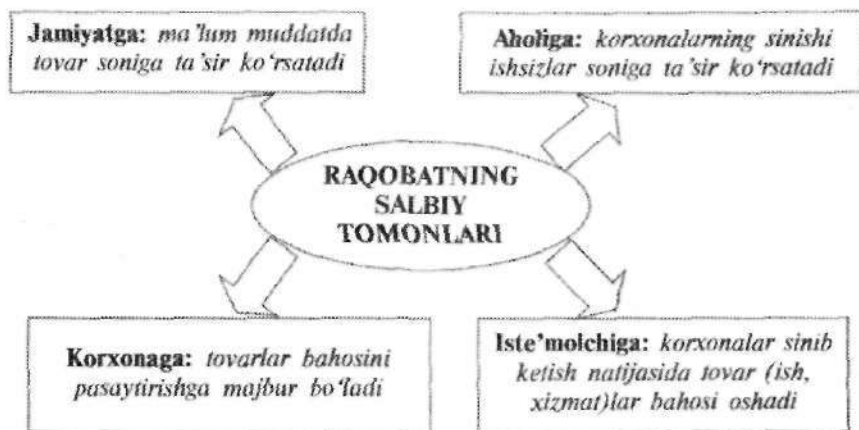 Jamiyatga: ma'lum muddatda
tovar soniga ta'sir ko'rsatadi
Aholiga: korxonalarning sinishi
ishsizlar soniga ta'sir ko'rsatadi
RAQOBATNING
SALBIY
TOMONLARI
Korxonaga: tovarlar bahosini
pasaytirishga majbur bo'ladi
Iste'molchiga: korxonalar sinib
ketish natijasida tovar (ish,
xizmat)lar bahosi oshadi